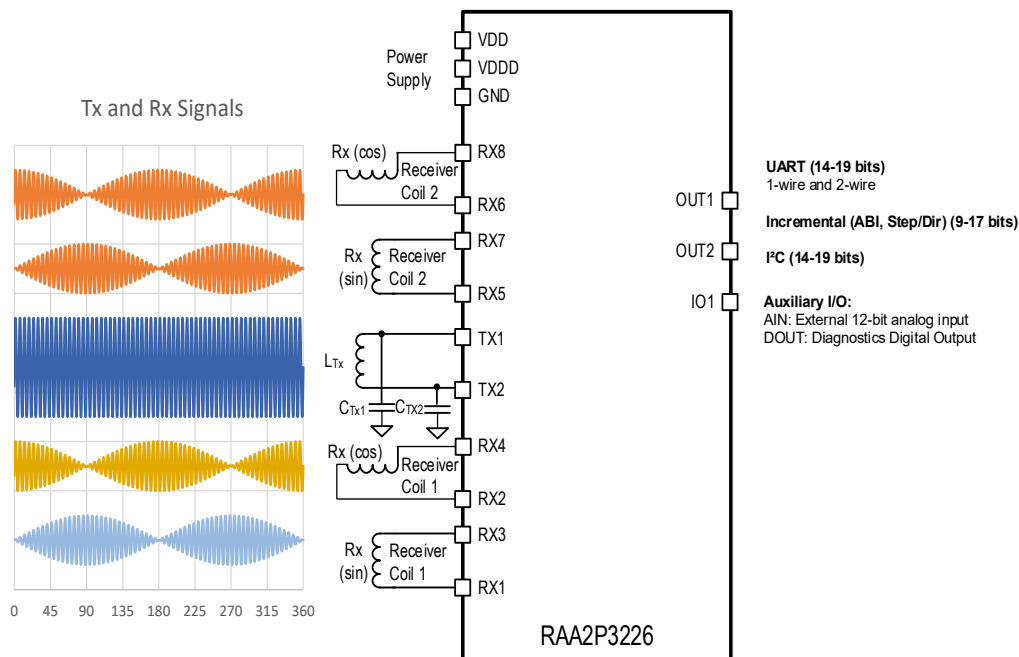 Tx and Rx Signals
0 45 90 135 180 225 270 315 360
Power
Supply
VDD
VDDD
GND
Rx (cos)
Receiver
Coil 2
RX8
RX6
Rx
(sin)
Receiver
Coil 2
RX7
RX5
LTx
CTx1
CTX2
TX1
TX2
Rx (cos)
Receiver
Coil 1
RX4
RX2
Rx
(sin)
Receiver
Coil 1
RX3
RX1
OUT1
OUT2
IO1
RAA2P3226
UART (14-19 bits)
1-wire and 2-wire
Incremental (ABI, Step/Dir) (9-17 bits)
I²C (14-19 bits)
Auxiliary I/O:
AIN: External 12-bit analog input
DOUT: Diagnostics Digital Output